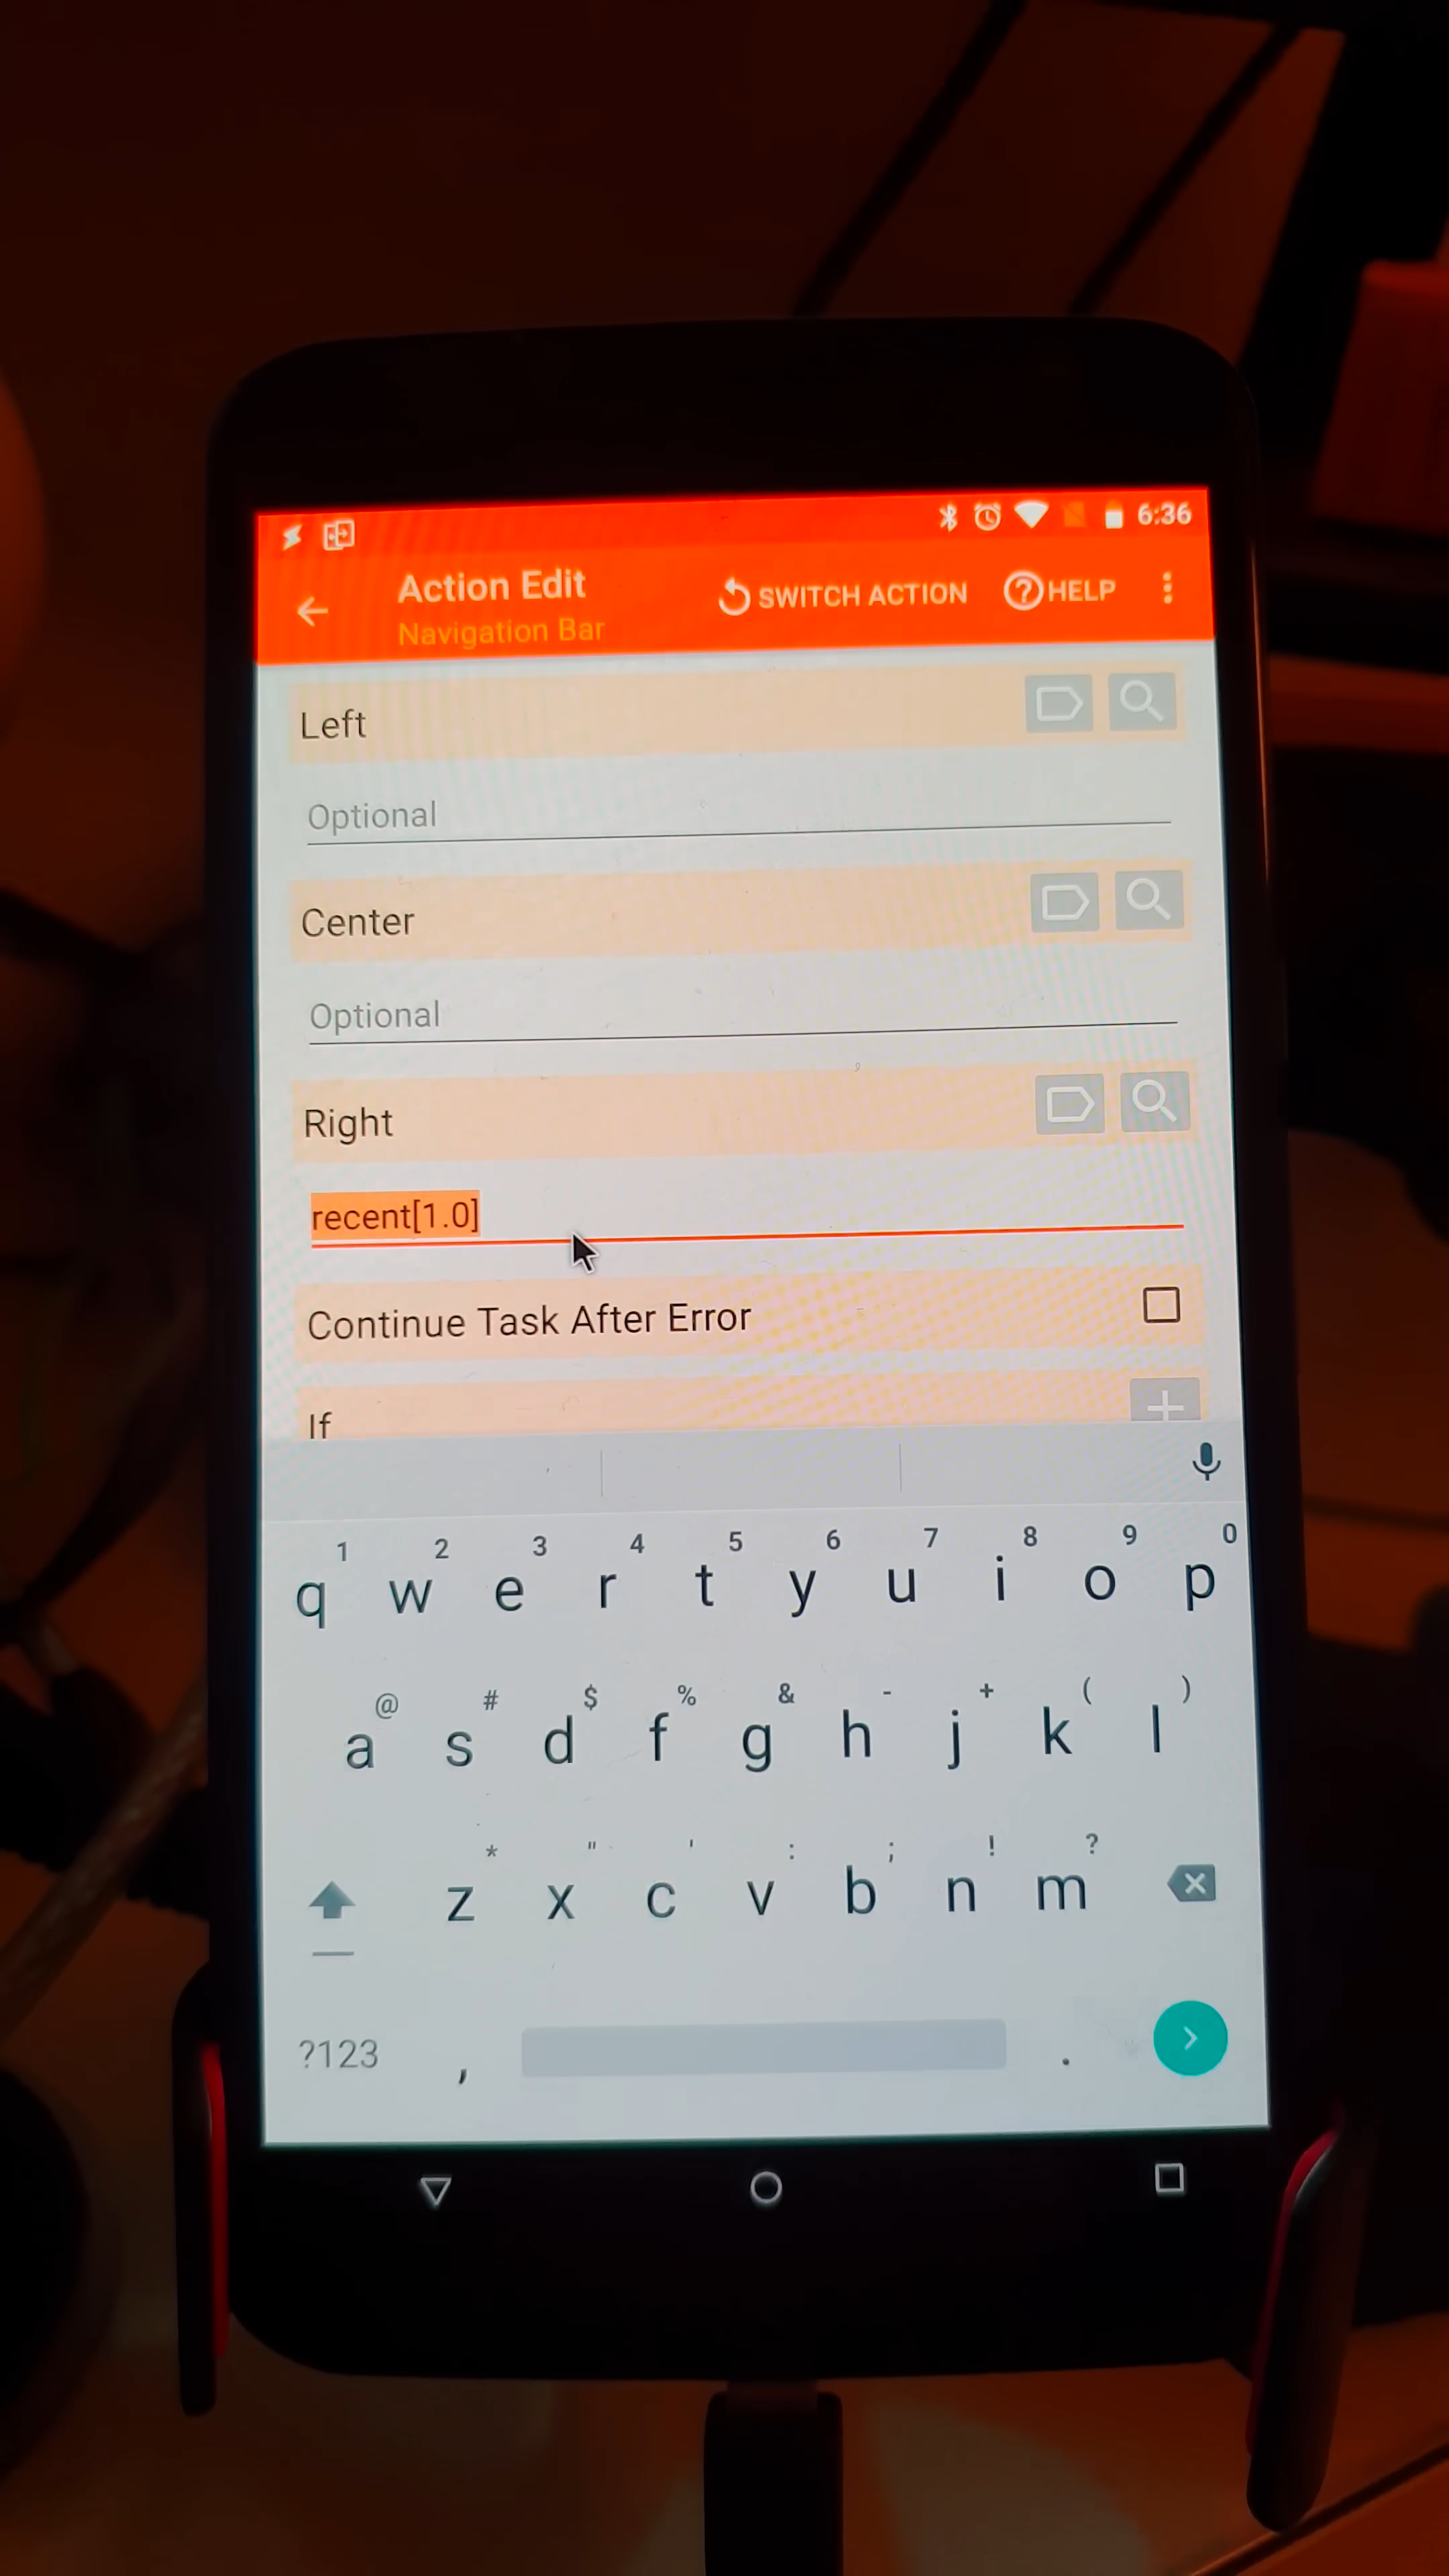 6:36
Action Edit
SWITCH ACTION
HELP
Navigation Bar
Left
Optional
Center
Optional
Right
recent[1.0]
Continue Task After Error
If
1 2 3 4 5 6 7 8 9 0
q w e r t y u i o p
@ # $ % & - + ( )
a s d f g h j k l
* " ' : ; ! ?
z x c v b n m
?123 , .